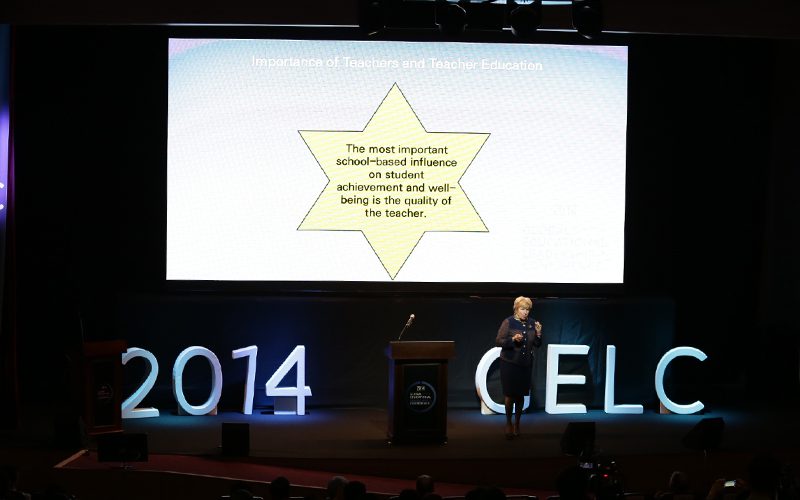 Importance of Teachers and Teacher Education
The most important
school-based influence
on student
achievement and well-
being is the quality of
the teacher.
2014 GELC
2014